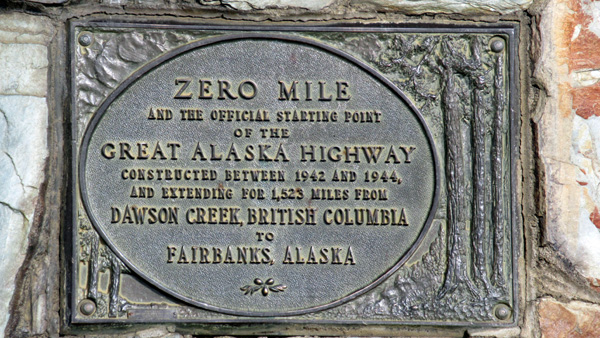 ZERO MILE
AND THE OFFICIAL STARTING POINT
OF THE
GREAT ALASKA HIGHWAY
CONSTRUCTED BETWEEN 1942 AND 1944,
AND EXTENDING FOR 1,523 MILES FROM
DAWSON CREEK, BRITISH COLUMBIA
TO
FAIRBANKS, ALASKA